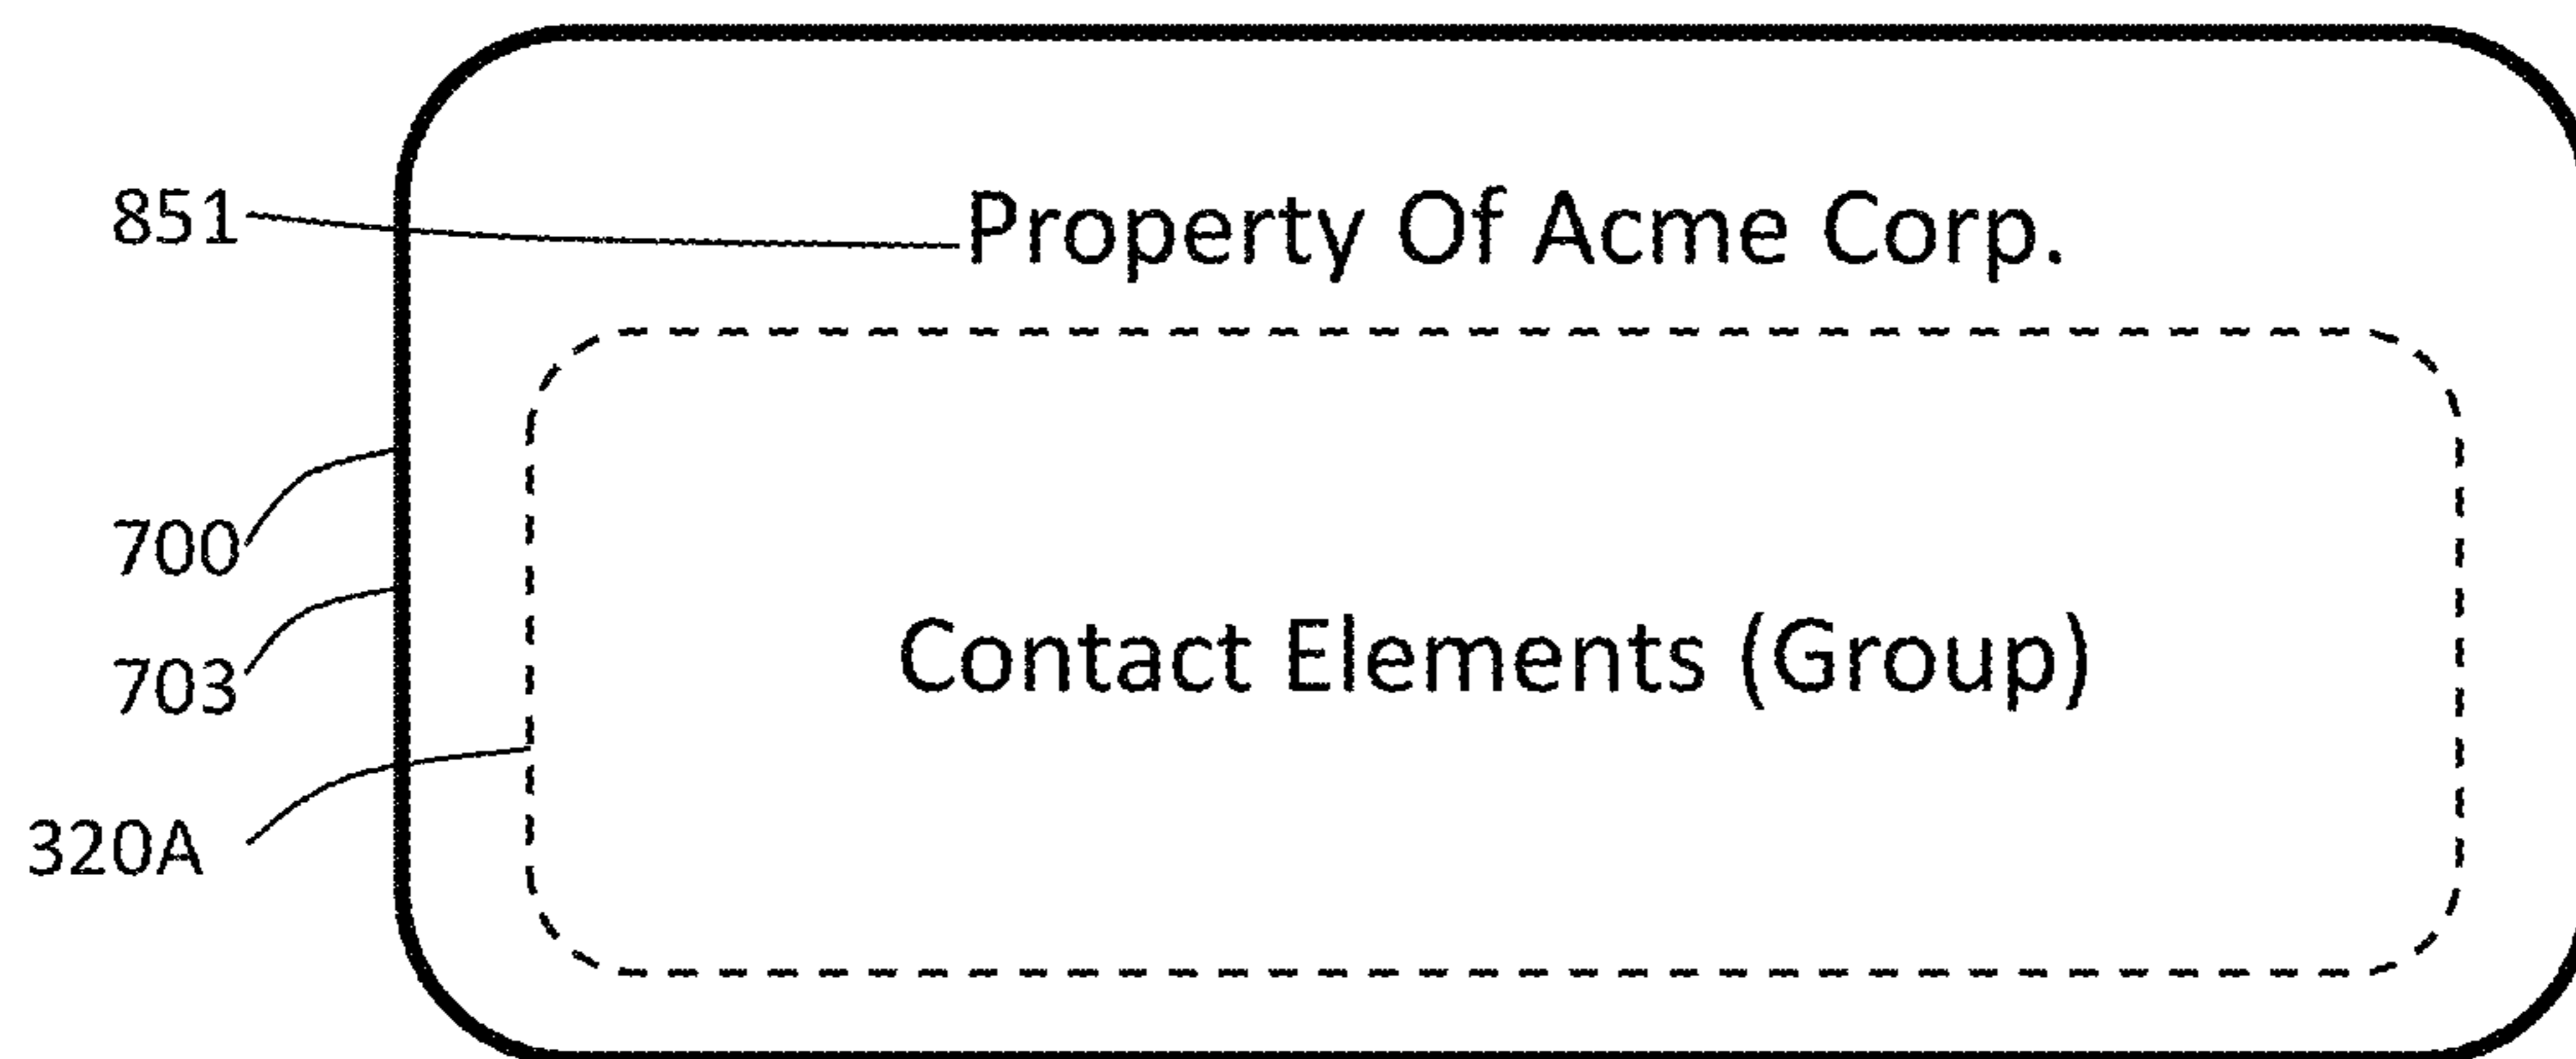 851
Property Of Acme Corp.
700
703
Contact Elements (Group)
320A